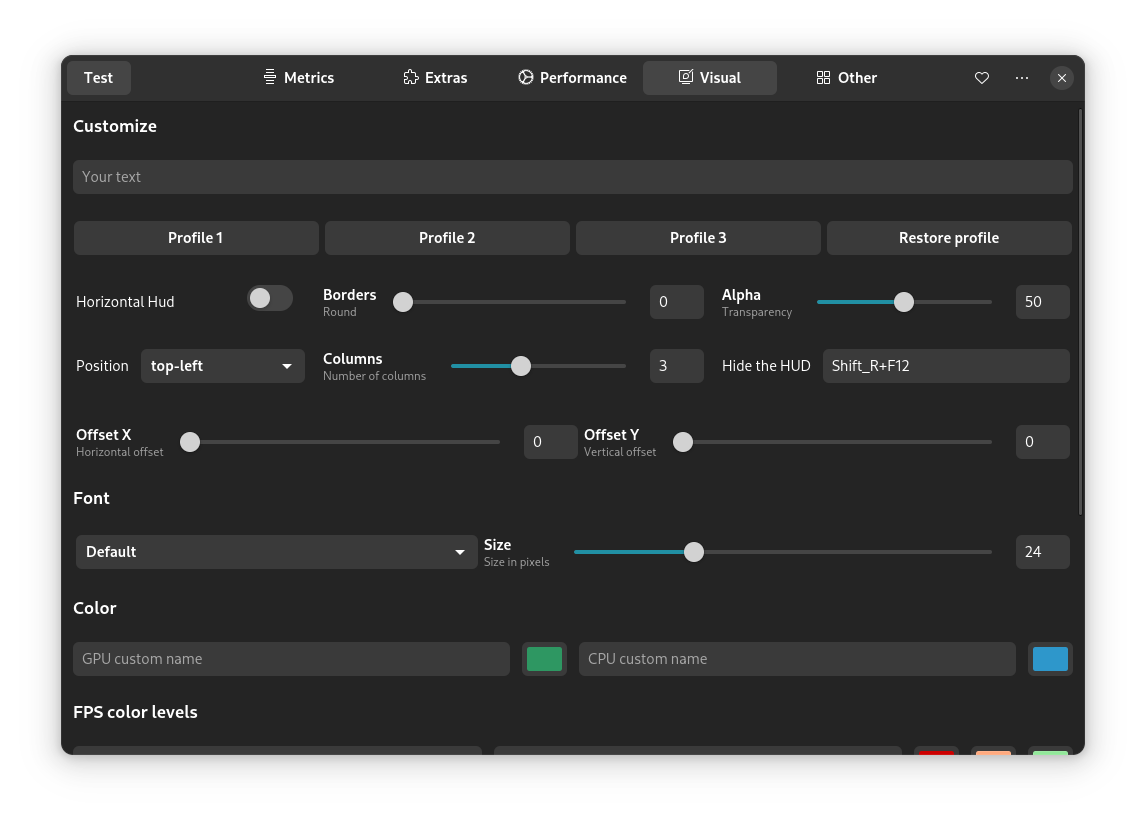 Test
Metrics
Extras
Performance
Visual
Other
Customize
Your text
Profile 1
Profile 2
Profile 3
Restore profile
Horizontal Hud
Borders
Round
0
Alpha
Transparency
50
Position
top-left
Columns
Number of columns
3
Hide the HUD
Shift_R+F12
Offset X
Horizontal offset
0
Offset Y
Vertical offset
0
Font
Default
Size
Size in pixels
24
Color
GPU custom name
CPU custom name
FPS color levels